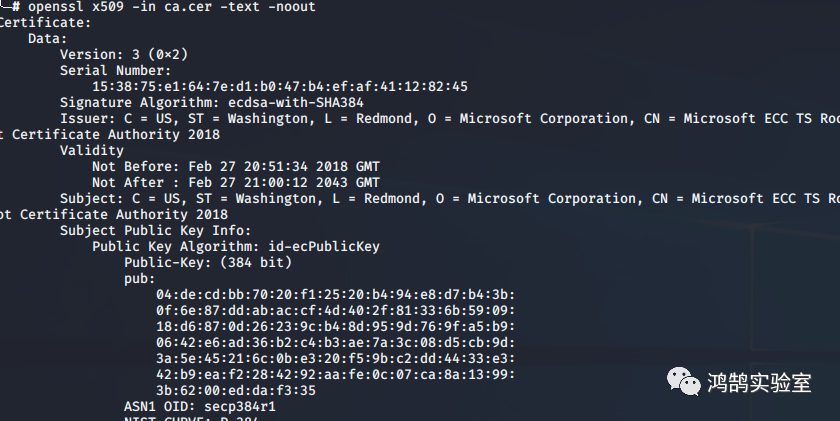 # openssl x509 -in ca.cer -text -noout
Certificate:
Data:
Version: 3 (0×2)
Serial Number:
15:38:75:e1:64:7e:d1:b0:47:b4:ef:af:41:12:82:45
Signature Algorithm: ecdsa-with-SHA384
Issuer: C = US, ST = Washington, L = Redmond, O = Microsoft Corporation, CN = Microsoft ECC TS Roo
t Certificate Authority 2018
Validity
Not Before: Feb 27 20:51:34 2018 GMT
Not After : Feb 27 21:00:12 2043 GMT
Subject: C = US, ST = Washington, L = Redmond, O = Microsoft Corporation, CN = Microsoft ECC TS Ro
ot Certificate Authority 2018
Subject Public Key Info:
Public Key Algorithm: id-ecPublicKey
Public-Key: (384 bit)
pub:
04:de:cd:bb:70:20:f1:25:20:b4:94:e8:d7:b4:3b:
0f:6e:87:dd:ab:ac:cf:4d:40:2f:81:33:6b:59:09:
18:d6:87:0d:26:23:9c:b4:8d:95:9d:76:9f:a5:b9:
06:42:e6:ad:36:b2:c4:b3:ae:7a:3c:08:d5:cb:9d:
3a:5e:45:21:6c:0b:e3:20:f5:9b:c2:dd:44:33:e3:
42:b9:ea:f2:28:42:92:aa:fe:0c:07:ca:8a:13:99:
3b:62:00:ed:da:f3:35
ASN1 OID: secp384r1
NIST CURVE: P-384
鸿鹄实验室